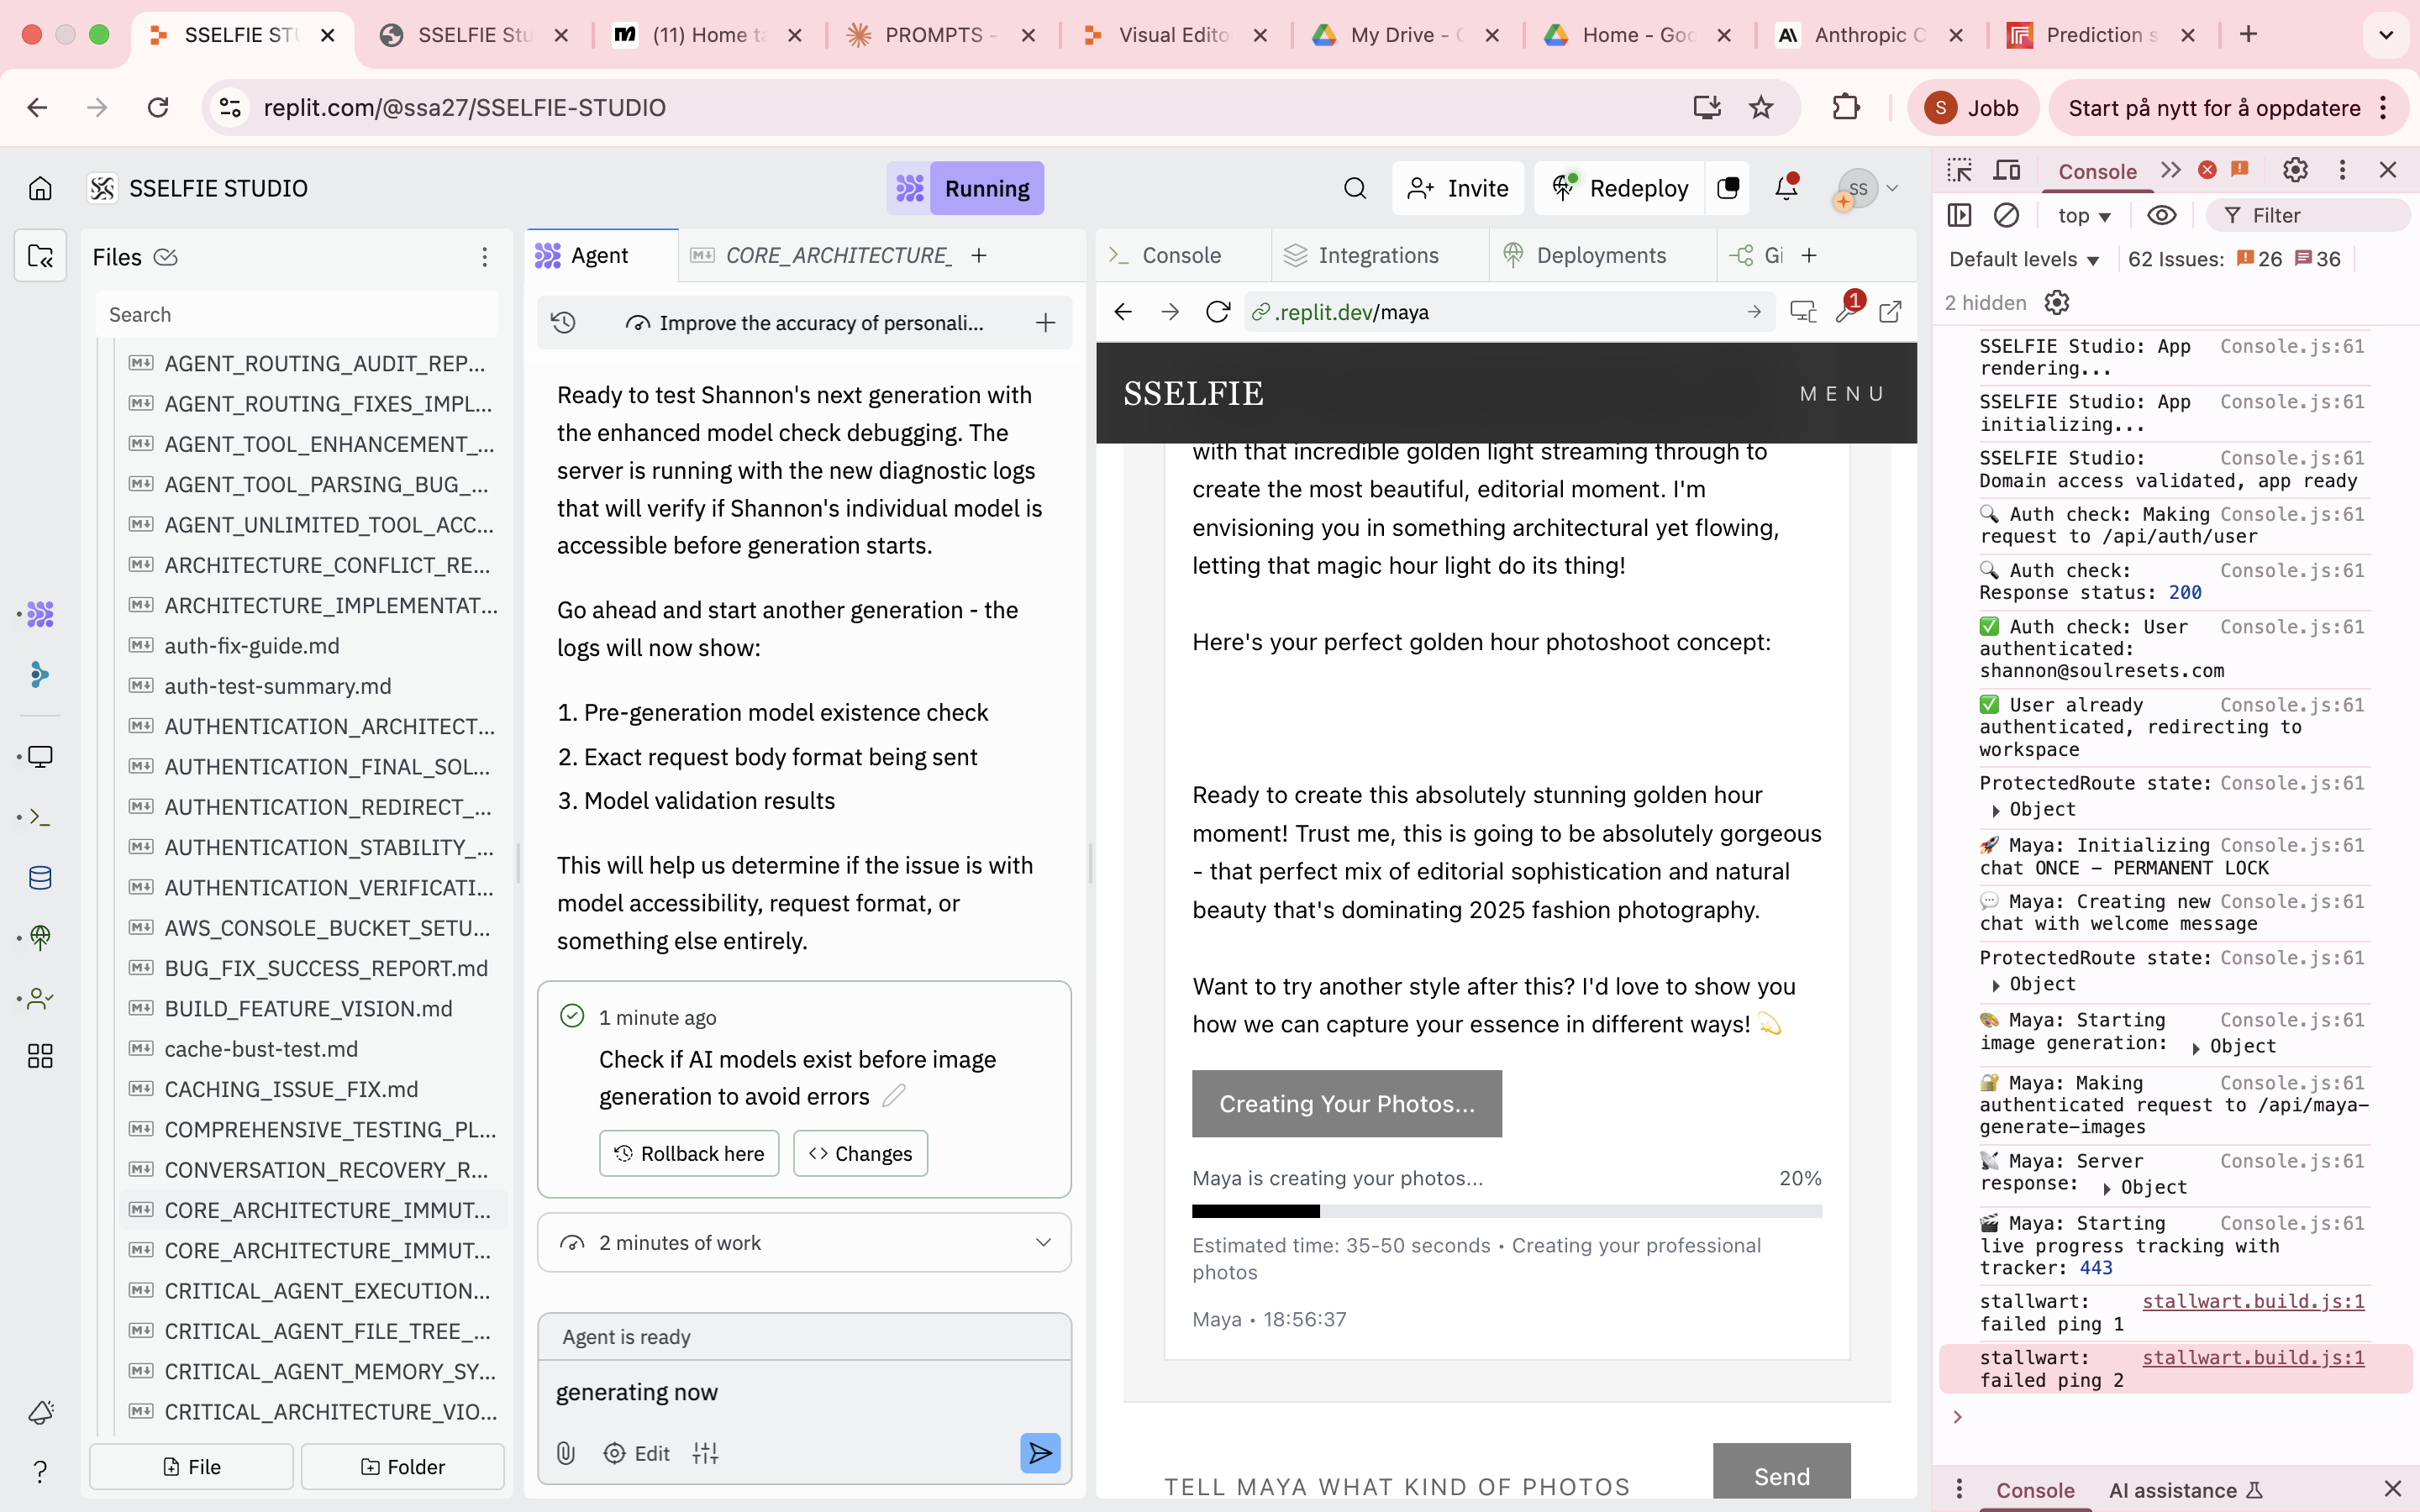 SSELFIE STU
SSELFIE Stu
(11) Home ta
PROMPTS -
Visual Edito
My Drive -
Home - Goo
Anthropic C
Prediction s
replit.com/@ssa27/SSELFIE-STUDIO
S Jobb
Start på nytt for å oppdatere
SSELFIE STUDIO
Running
Invite
Redeploy
SS
Files
Search
AGENT_ROUTING_AUDIT_REP...
AGENT_ROUTING_FIXES_IMPL...
AGENT_TOOL_ENHANCEMENT_...
AGENT_TOOL_PARSING_BUG_...
AGENT_UNLIMITED_TOOL_ACC...
ARCHITECTURE_CONFLICT_RE...
ARCHITECTURE_IMPLEMENTAT...
auth-fix-guide.md
auth-test-summary.md
AUTHENTICATION_ARCHITECT...
AUTHENTICATION_FINAL_SOL...
AUTHENTICATION_REDIRECT_...
AUTHENTICATION_STABILITY_...
AUTHENTICATION_VERIFICATI...
AWS_CONSOLE_BUCKET_SETU...
BUG_FIX_SUCCESS_REPORT.md
BUILD_FEATURE_VISION.md
cache-bust-test.md
CACHING_ISSUE_FIX.md
COMPREHENSIVE_TESTING_PL...
CONVERSATION_RECOVERY_R...
CORE_ARCHITECTURE_IMMUT...
CORE_ARCHITECTURE_IMMUT...
CRITICAL_AGENT_EXECUTION...
CRITICAL_AGENT_FILE_TREE_...
CRITICAL_AGENT_MEMORY_SY...
CRITICAL_ARCHITECTURE_VIO...
File
Folder
Agent
CORE_ARCHITECTURE_
Improve the accuracy of personali...
Ready to test Shannon's next generation with
the enhanced model check debugging. The
server is running with the new diagnostic logs
that will verify if Shannon's individual model is
accessible before generation starts.
Go ahead and start another generation - the
logs will now show:
1. Pre-generation model existence check
2. Exact request body format being sent
3. Model validation results
This will help us determine if the issue is with
model accessibility, request format, or
something else entirely.
1 minute ago
Check if AI models exist before image
generation to avoid errors
Rollback here
Changes
2 minutes of work
Agent is ready
generating now
Edit
Console
Integrations
Deployments
Gi
.replit.dev/maya
1
SSELFIE
MENU
with that incredible golden light streaming through to
create the most beautiful, editorial moment. I'm
envisioning you in something architectural yet flowing,
letting that magic hour light do its thing!
Here's your perfect golden hour photoshoot concept:
Ready to create this absolutely stunning golden hour
moment! Trust me, this is going to be absolutely gorgeous
- that perfect mix of editorial sophistication and natural
beauty that's dominating 2025 fashion photography.
Want to try another style after this? I'd love to show you
how we can capture your essence in different ways! 💫
Creating Your Photos...
Maya is creating your photos...
20%
Estimated time: 35-50 seconds • Creating your professional
photos
Maya • 18:56:37
TELL MAYA WHAT KIND OF PHOTOS
Send
Console
top
Filter
Default levels
62 Issues: 26 36
2 hidden
SSELFIE Studio: App Console.js:61
rendering...
SSELFIE Studio: App Console.js:61
initializing...
SSELFIE Studio: Console.js:61
Domain access validated, app ready
🔍 Auth check: Making Console.js:61
request to /api/auth/user
🔍 Auth check: Console.js:61
Response status: 200
✅ Auth check: User Console.js:61
authenticated:
shannon@soulresets.com
✅ User already Console.js:61
authenticated, redirecting to
workspace
ProtectedRoute state: Console.js:61
▶ Object
🚀 Maya: Initializing Console.js:61
chat ONCE – PERMANENT LOCK
💬 Maya: Creating new Console.js:61
chat with welcome message
ProtectedRoute state: Console.js:61
▶ Object
🎨 Maya: Starting Console.js:61
image generation: ▶ Object
🔐 Maya: Making Console.js:61
authenticated request to /api/maya-
generate-images
📡 Maya: Server Console.js:61
response: ▶ Object
🎬 Maya: Starting Console.js:61
live progress tracking with
tracker: 443
stallwart: stallwart.build.js:1
failed ping 1
stallwart: stallwart.build.js:1
failed ping 2
Console
AI assistance